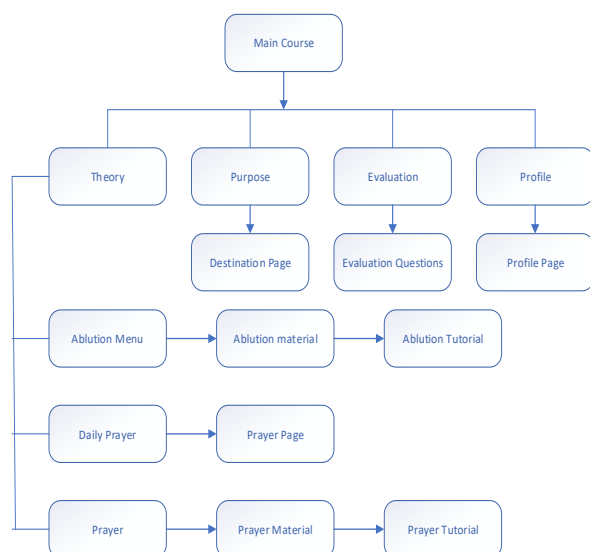 Main Course
Theory
Purpose
Evaluation
Profile
Destination Page
Evaluation Questions
Profile Page
Ablution Menu
Ablution material
Ablution Tutorial
Daily Prayer
Prayer Page
Prayer
Prayer Material
Prayer Tutorial